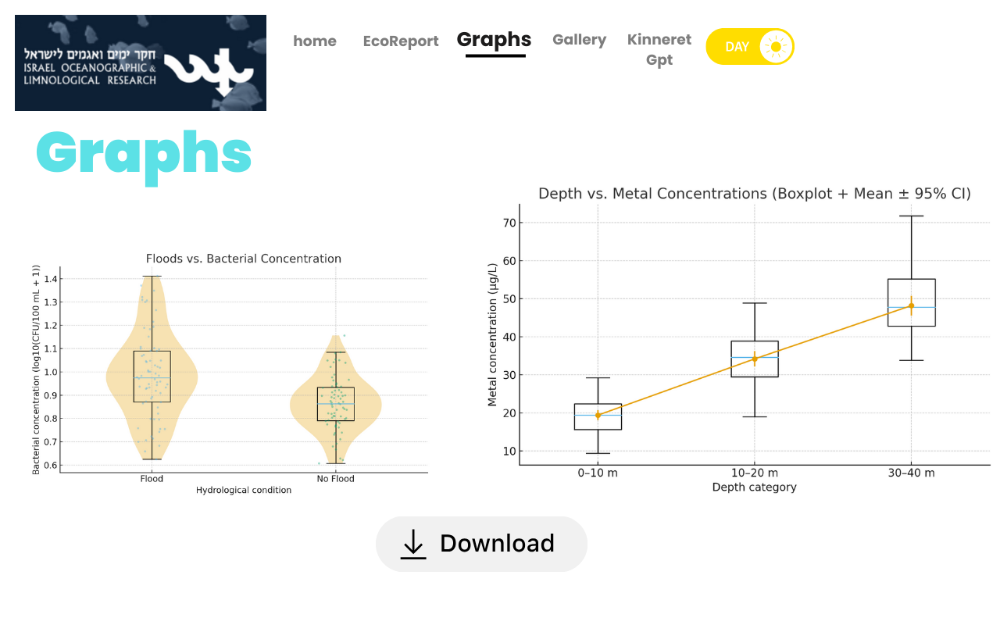 חקר ימים ואגמים לישראל
ISRAEL OCEANOGRAPHIC &
LIMNOLOGICAL RESEARCH
home
EcoReport
Graphs
Gallery
Kinneret
Gpt
DAY
Graphs
Floods vs. Bacterial Concentration
Bacterial concentration (log10(CFU/100 mL + 1))
1.4
1.3
1.2
1.1
1.0
0.9
0.8
0.7
0.6
Flood
No Flood
Hydrological condition
Depth vs. Metal Concentrations (Boxplot + Mean ± 95% CI)
Metal concentration (µg/L)
70
60
50
40
30
20
10
0–10 m
10–20 m
30–40 m
Depth category
Download